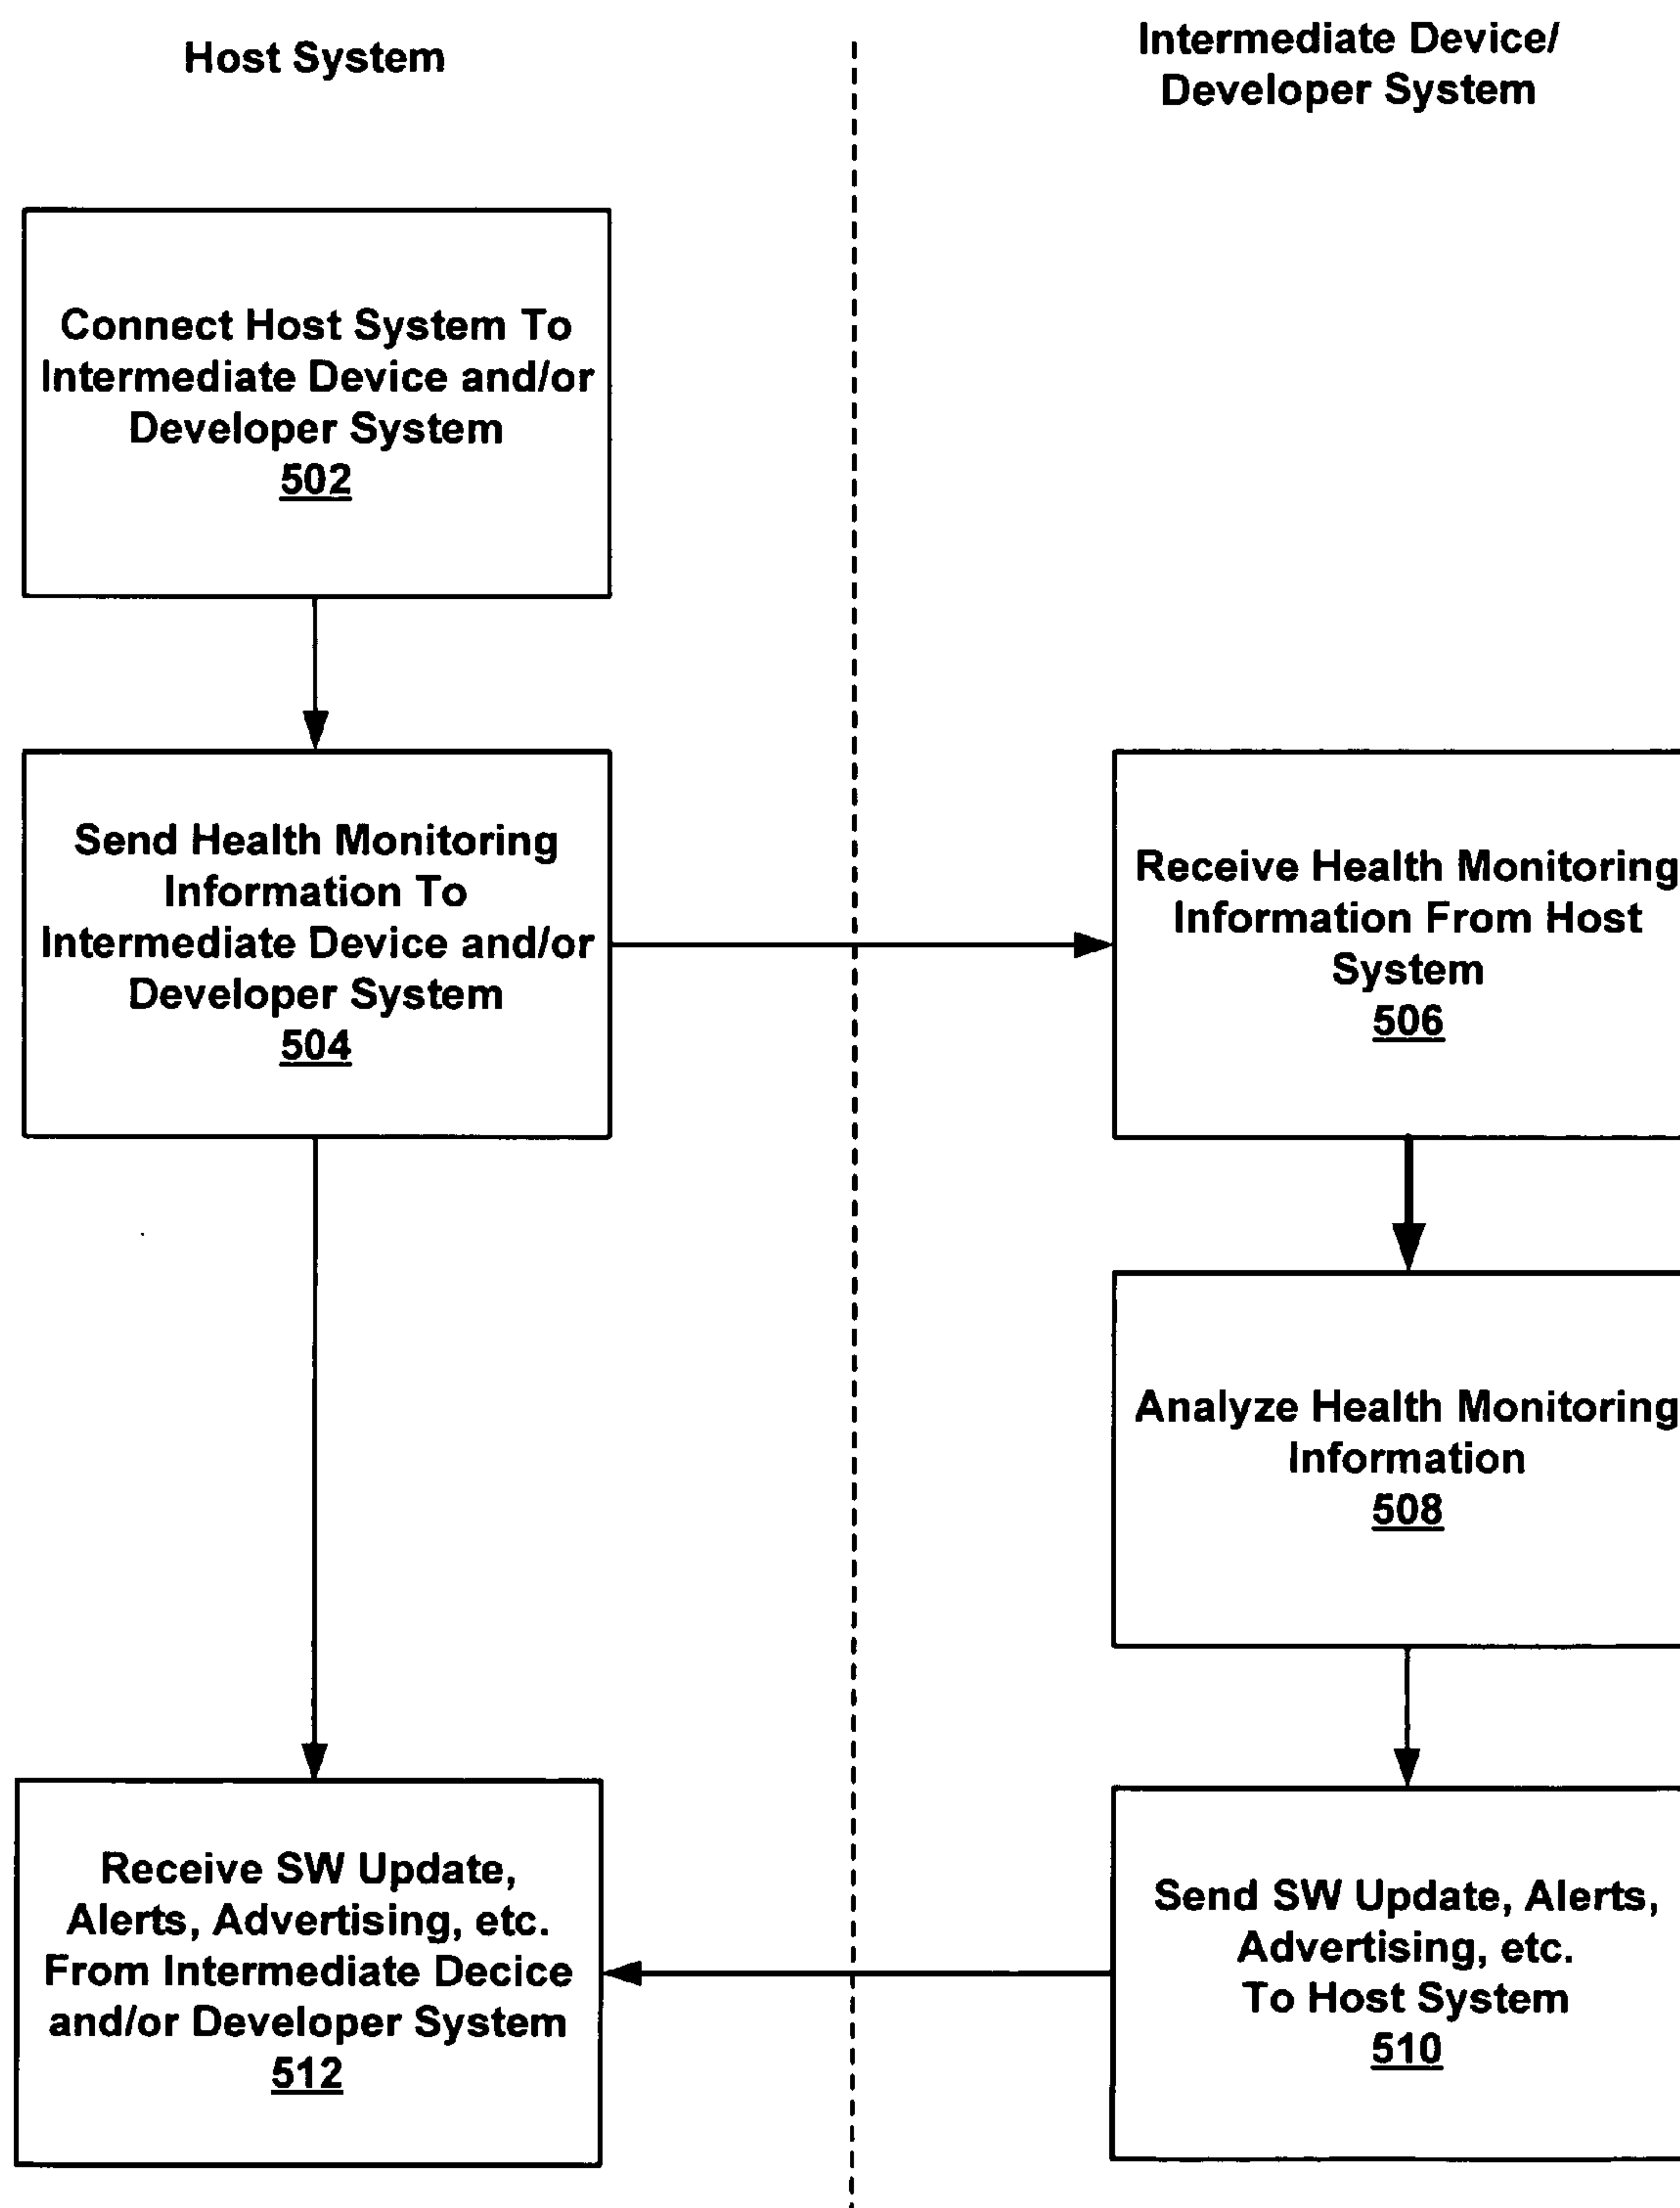 Host System
Intermediate Device/
Developer System
Connect Host System To
Intermediate Device and/or
Developer System
502
Send Health Monitoring
Information To
Intermediate Device and/or
Developer System
504
Receive Health Monitoring
Information From Host
System
506
Analyze Health Monitoring
Information
508
Receive SW Update,
Alerts, Advertising, etc.
From Intermediate Decice
and/or Developer System
512
Send SW Update, Alerts,
Advertising, etc.
To Host System
510